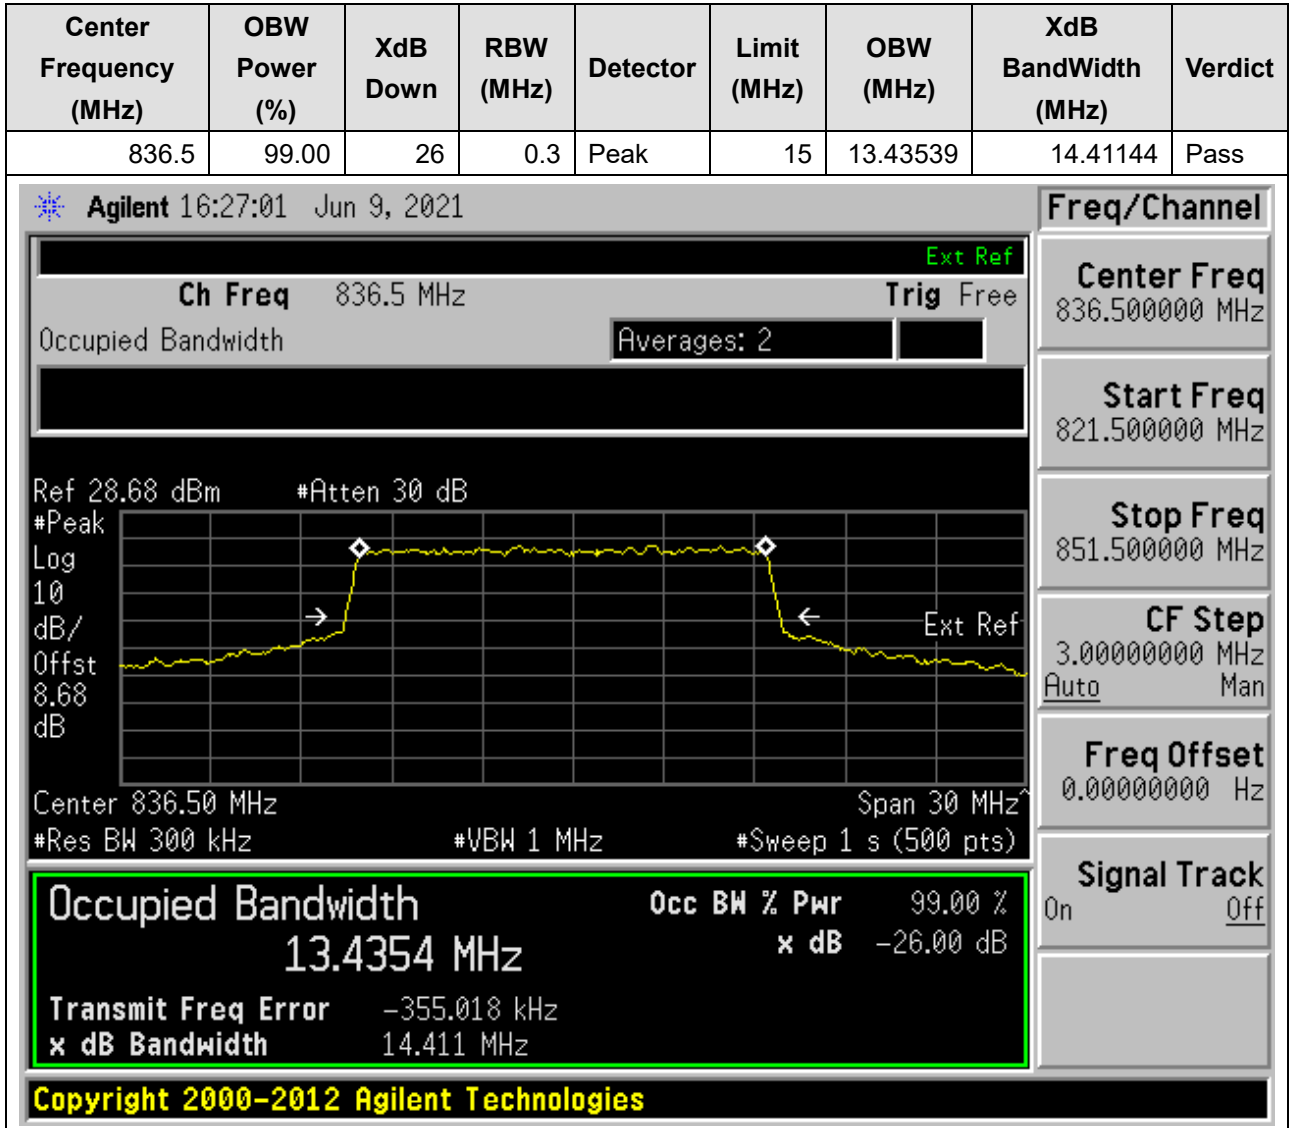 Center Frequency (MHz) OBW Power (%) XdB Down RBW (MHz) Detector Limit (MHz) OBW (MHz) XdB BandWidth (MHz) Verdict
836.5 99.00 26 0.3 Peak 15 13.43539 14.41144 Pass
Agilent 16:27:01 Jun 9, 2021
Freq/Channel
Ext Ref
Ch Freq 836.5 MHz Trig Free
Occupied Bandwidth Averages: 2
Center Freq
836.500000 MHz
Start Freq
821.500000 MHz
Stop Freq
851.500000 MHz
CF Step
3.00000000 MHz
Auto Man
Freq Offset
0.00000000 Hz
Signal Track
On Off
Ref 28.68 dBm #Atten 30 dB
#Peak
Log
10
dB/
Offst
8.68
dB
Ext Ref
Center 836.50 MHz Span 30 MHz^
#Res BW 300 kHz #VBW 1 MHz #Sweep 1 s (500 pts)
Occupied Bandwidth
13.4354 MHz
Occ BW % Pwr 99.00 %
x dB -26.00 dB
Transmit Freq Error -355.018 kHz
x dB Bandwidth 14.411 MHz
Copyright 2000-2012 Agilent Technologies